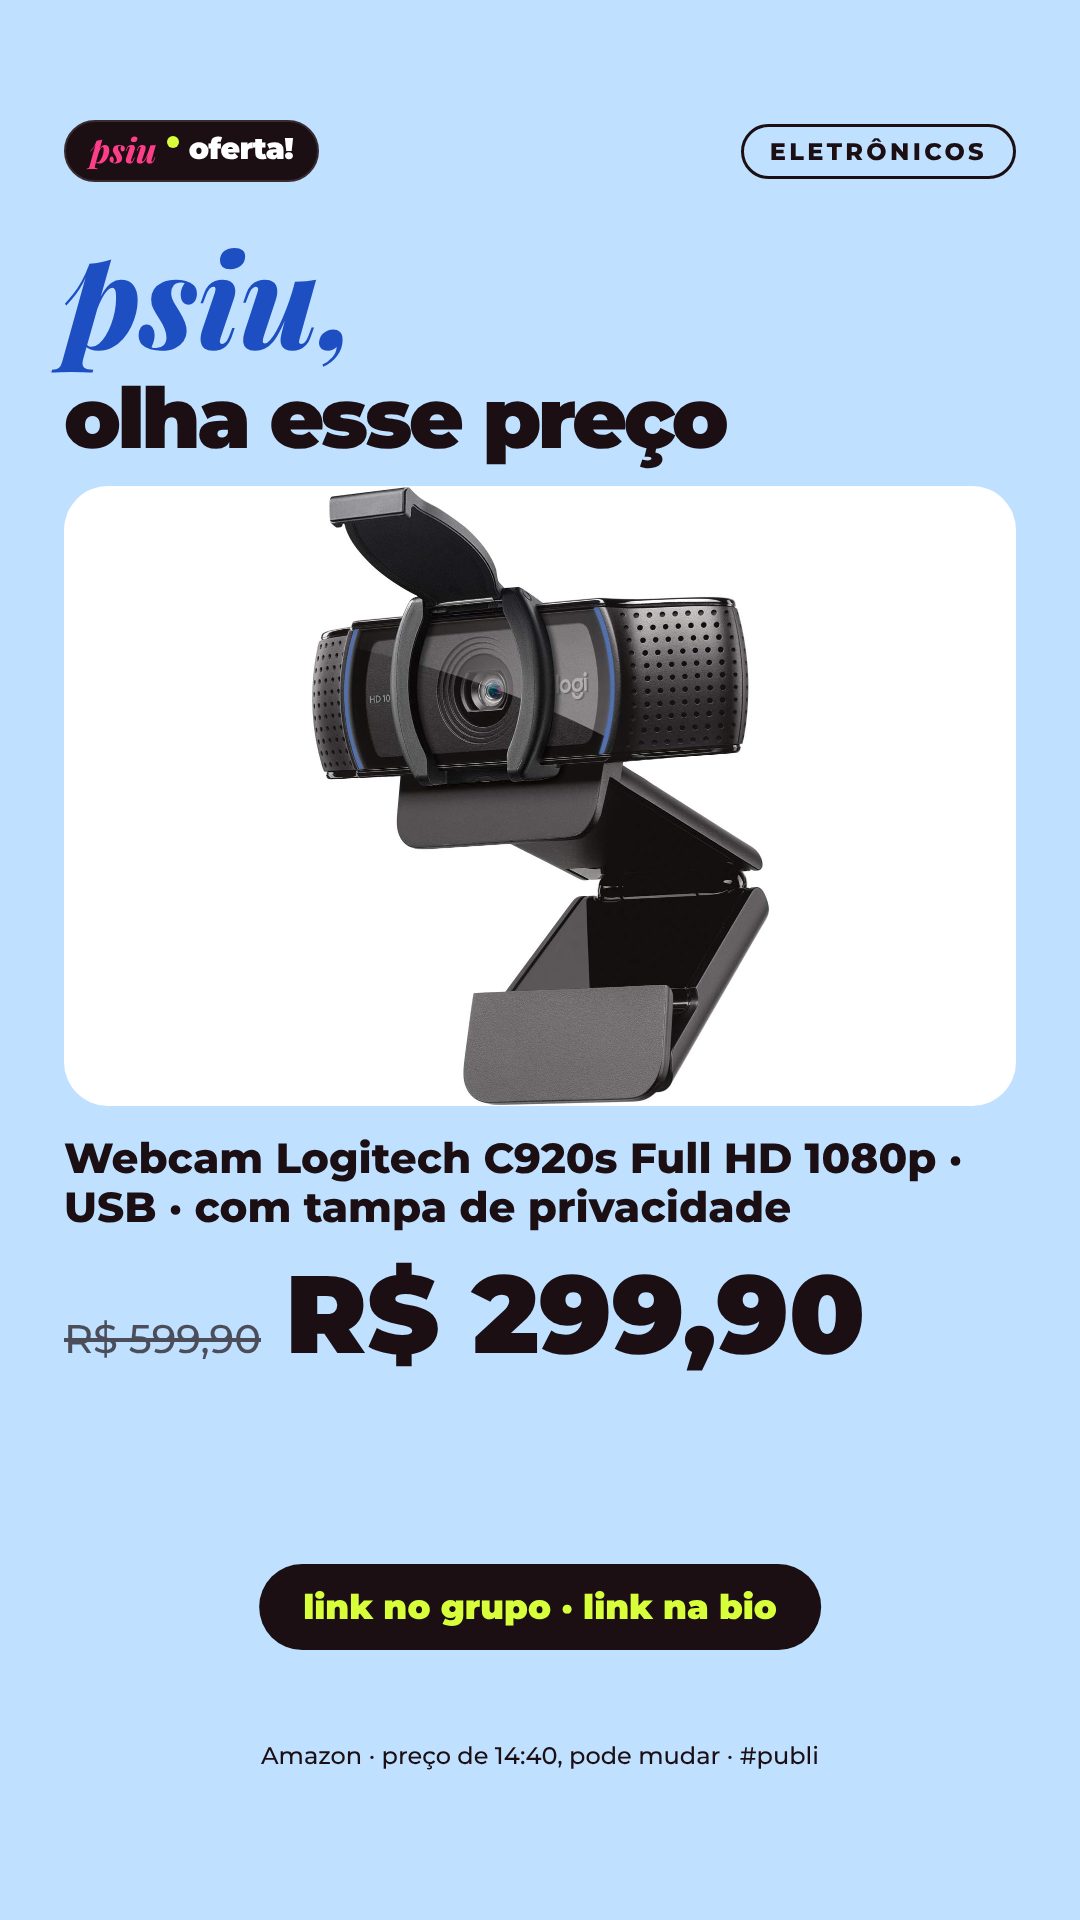 psiu • oferta!
ELETRÔNICOS
psiu,
olha esse preço
HD 10
logi
Webcam Logitech C920s Full HD 1080p ·
USB · com tampa de privacidade
R$ 599,90 R$ 299,90
link no grupo · link na bio
Amazon · preço de 14:40, pode mudar · #publi